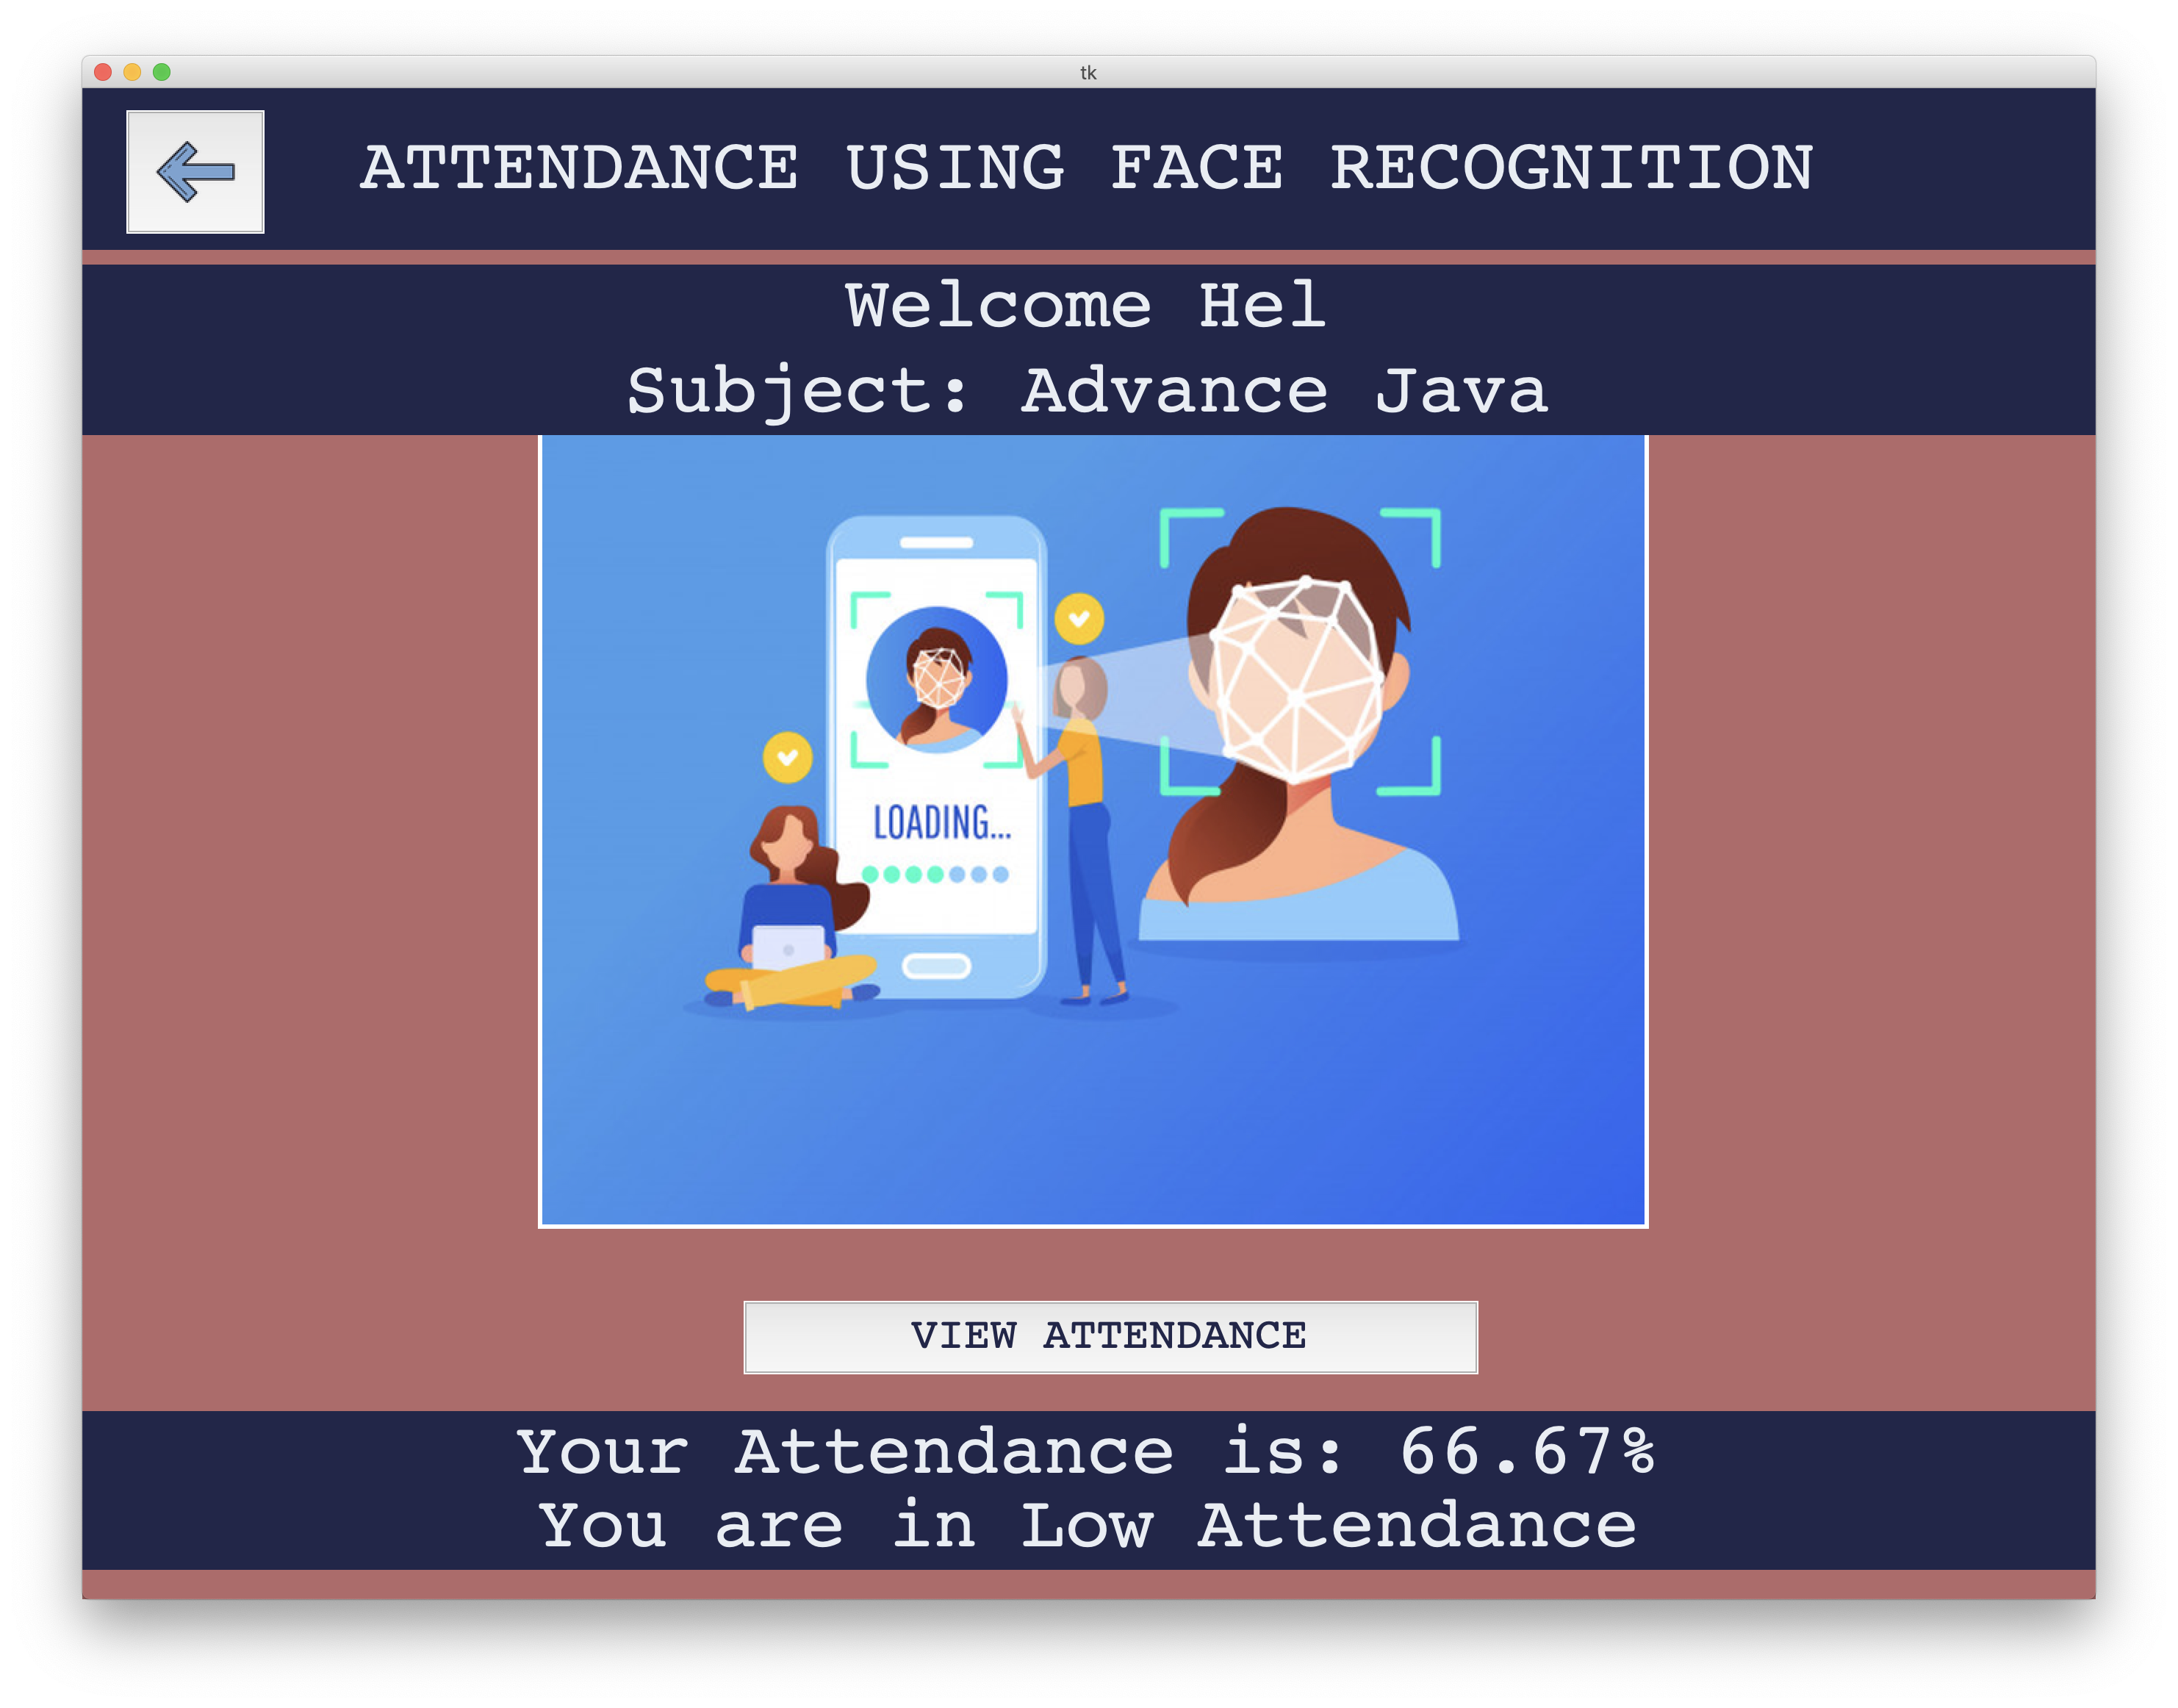 tk
ATTENDANCE USING FACE RECOGNITION
Welcome Hel
Subject: Advance Java
LOADING...
VIEW ATTENDANCE
Your Attendance is: 66.67%
You are in Low Attendance